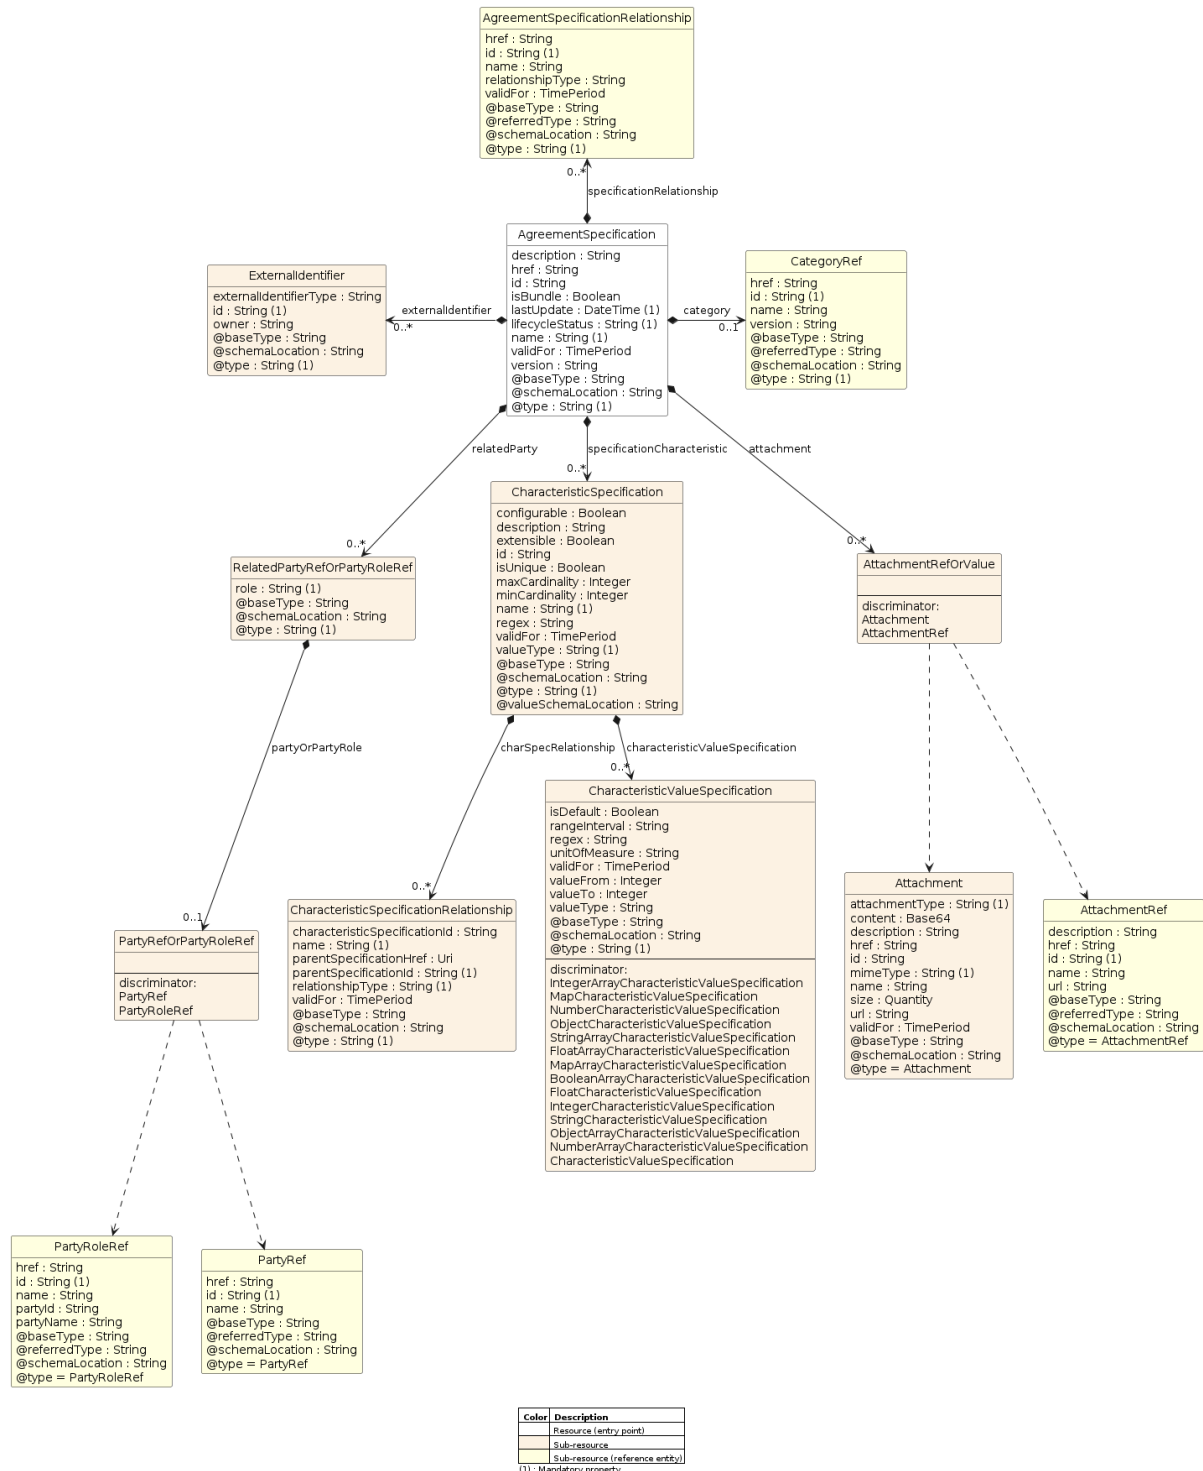 AgreementSpecificationRelationship
href : String
id : String (1)
name : String
relationshipType : String
validFor : TimePeriod
@baseType : String
@referredType : String
@schemaLocation : String
@type : String (1)
0..*
specificationRelationship
AgreementSpecification
description : String
href : String
id : String
isBundle : Boolean
lastUpdate : DateTime (1)
lifecycleStatus : String (1)
name : String (1)
validFor : TimePeriod
version : String
@baseType : String
@schemaLocation : String
@type : String (1)
ExternalIdentifier
externalIdentifierType : String
id : String (1)
owner : String
@baseType : String
@schemaLocation : String
@type : String (1)
externalIdentifier
0..*
category
0..1
CategoryRef
href : String
id : String (1)
name : String
version : String
@baseType : String
@referredType : String
@schemaLocation : String
@type : String (1)
relatedParty
0..*
specificationCharacteristic
0..*
attachment
0..*
RelatedPartyRefOrPartyRoleRef
role : String (1)
@baseType : String
@schemaLocation : String
@type : String (1)
CharacteristicSpecification
configurable : Boolean
description : String
extensible : Boolean
id : String
isUnique : Boolean
maxCardinality : Integer
minCardinality : Integer
name : String (1)
regex : String
validFor : TimePeriod
valueType : String (1)
@baseType : String
@schemaLocation : String
@type : String (1)
@valueSchemaLocation : String
AttachmentRefOrValue
discriminator:
Attachment
AttachmentRef
partyOrPartyRole
0..1
charSpecRelationship
0..*
characteristicValueSpecification
0..*
CharacteristicValueSpecification
isDefault : Boolean
rangeInterval : String
regex : String
unitOfMeasure : String
validFor : TimePeriod
valueFrom : Integer
valueTo : Integer
valueType : String
@baseType : String
@schemaLocation : String
@type : String (1)
discriminator:
IntegerArrayCharacteristicValueSpecification
MapCharacteristicValueSpecification
NumberCharacteristicValueSpecification
ObjectCharacteristicValueSpecification
StringArrayCharacteristicValueSpecification
FloatArrayCharacteristicValueSpecification
MapArrayCharacteristicValueSpecification
BooleanArrayCharacteristicValueSpecification
FloatCharacteristicValueSpecification
IntegerCharacteristicValueSpecification
StringCharacteristicValueSpecification
ObjectArrayCharacteristicValueSpecification
NumberArrayCharacteristicValueSpecification
CharacteristicValueSpecification
PartyRefOrPartyRoleRef
discriminator:
PartyRef
PartyRoleRef
CharacteristicSpecificationRelationship
characteristicSpecificationId : String
name : String (1)
parentSpecificationHref : Uri
parentSpecificationId : String (1)
relationshipType : String (1)
validFor : TimePeriod
@baseType : String
@schemaLocation : String
@type : String (1)
Attachment
attachmentType : String (1)
content : Base64
description : String
href : String
id : String
mimeType : String (1)
name : String
size : Quantity
url : String
validFor : TimePeriod
@baseType : String
@schemaLocation : String
@type = Attachment
AttachmentRef
description : String
href : String
id : String (1)
name : String
url : String
@baseType : String
@referredType : String
@schemaLocation : String
@type = AttachmentRef
PartyRoleRef
href : String
id : String (1)
name : String
partyId : String
partyName : String
@baseType : String
@referredType : String
@schemaLocation : String
@type = PartyRoleRef
PartyRef
href : String
id : String (1)
name : String
@baseType : String
@referredType : String
@schemaLocation : String
@type = PartyRef
Color Description
Resource (entry point)
Sub-resource
Sub-resource (reference entity)
(1) : Mandatory property